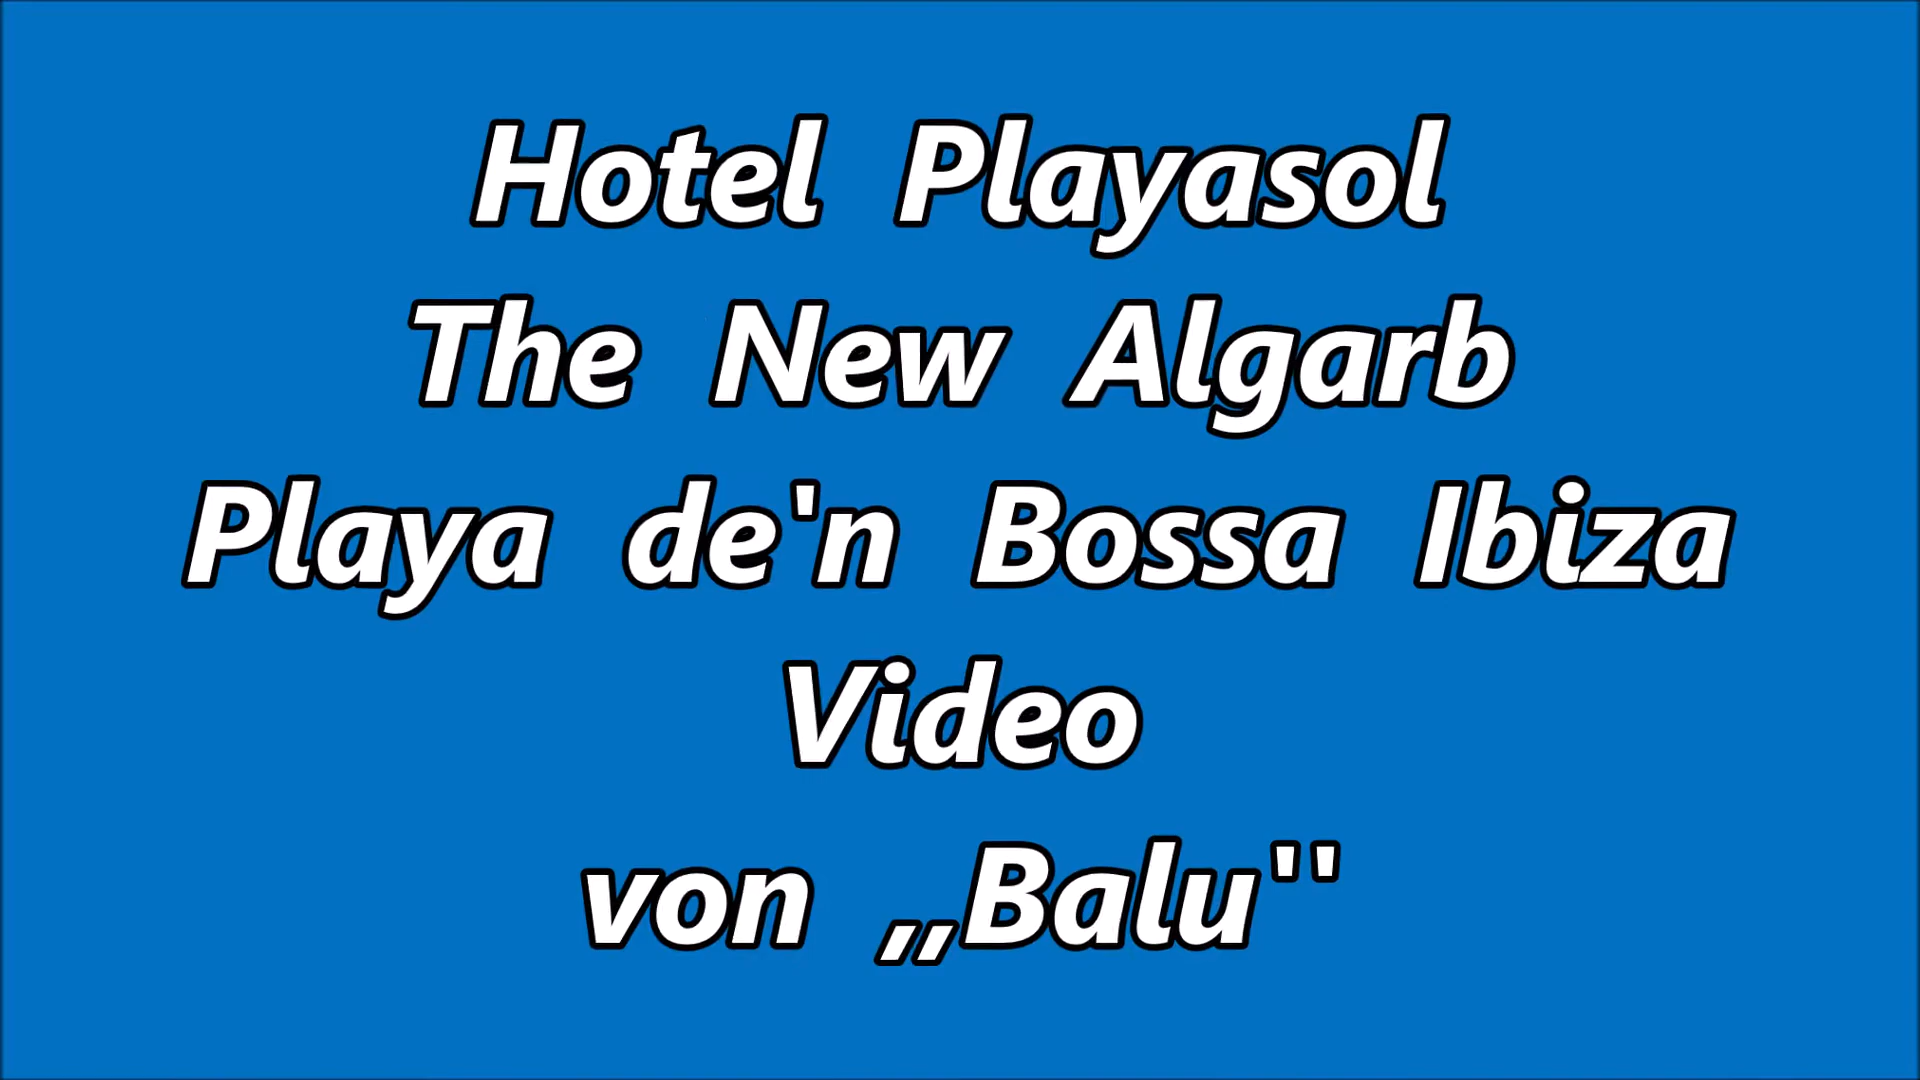 Hotel Playasol
The New Algarb
Playa de'n Bossa Ibiza
Video
von ,,Balu''